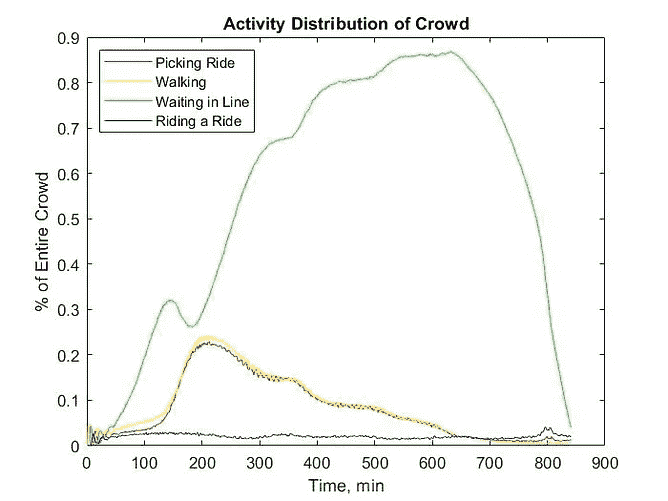 Activity Distribution of Crowd
0.9
0.8
0.7
0.6
0.5
0.4
0.3
0.2
0.1
0
% of Entire Crowd
Picking Ride
Walking
Waiting in Line
Riding a Ride
0 100 200 300 400 500 600 700 800 900
Time, min